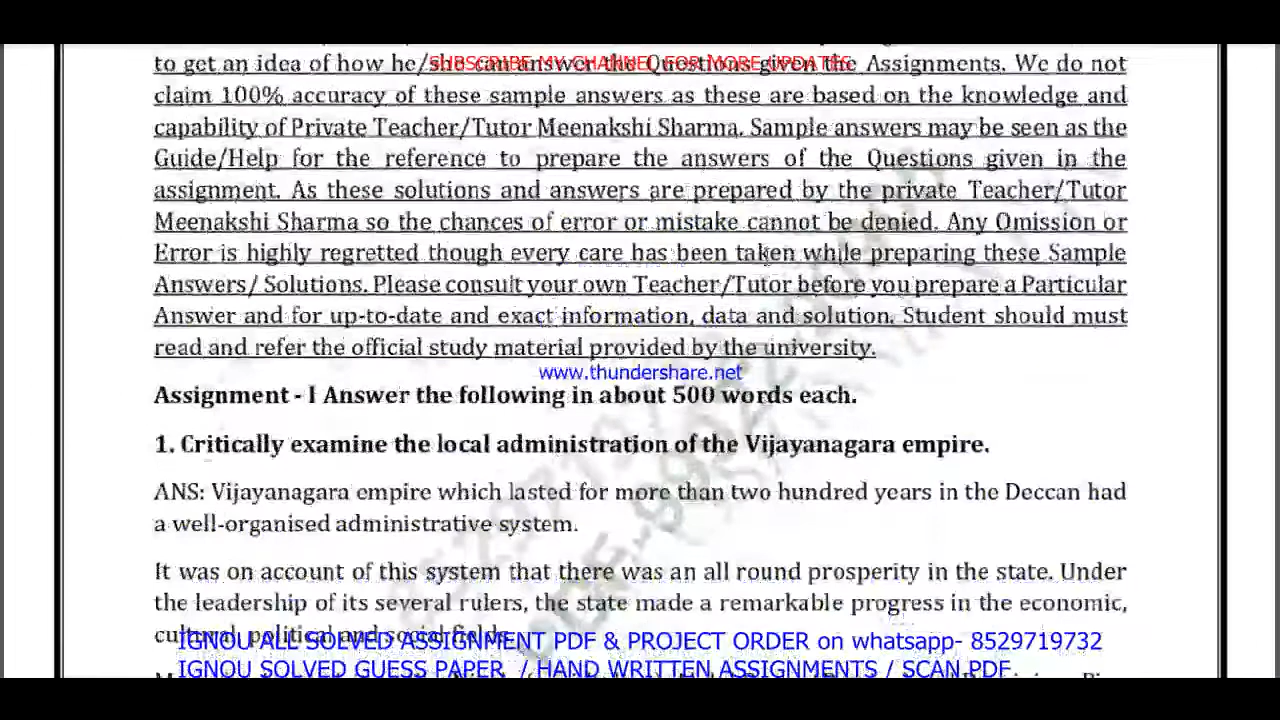 to get an idea of how he/she can answer the Questions given the Assignments. We do not
SUBSCRIBE MY CHANNEL FOR MORE UPDATES
claim 100% accuracy of these sample answers as these are based on the knowledge and
capability of Private Teacher/Tutor Meenakshi Sharma. Sample answers may be seen as the
Guide/Help for the reference to prepare the answers of the Questions given in the
assignment. As these solutions and answers are prepared by the private Teacher/Tutor
Meenakshi Sharma so the chances of error or mistake cannot be denied. Any Omission or
Error is highly regretted though every care has been taken while preparing these Sample
Answers/ Solutions. Please consult your own Teacher/Tutor before you prepare a Particular
Answer and for up-to-date and exact information, data and solution. Student should must
read and refer the official study material provided by the university.
www.thundershare.net
Assignment - I Answer the following in about 500 words each.
1. Critically examine the local administration of the Vijayanagara empire.
ANS: Vijayanagara empire which lasted for more than two hundred years in the Deccan had
a well-organised administrative system.
It was on account of this system that there was an all round prosperity in the state. Under
the leadership of its several rulers, the state made a remarkable progress in the economic,
cultural, political and social fields.
IGNOU ALL SOLVED ASSIGNMENT PDF & PROJECT ORDER on whatsapp- 8529719732
IGNOU SOLVED GUESS PAPER / HAND WRITTEN ASSIGNMENTS / SCAN PDF